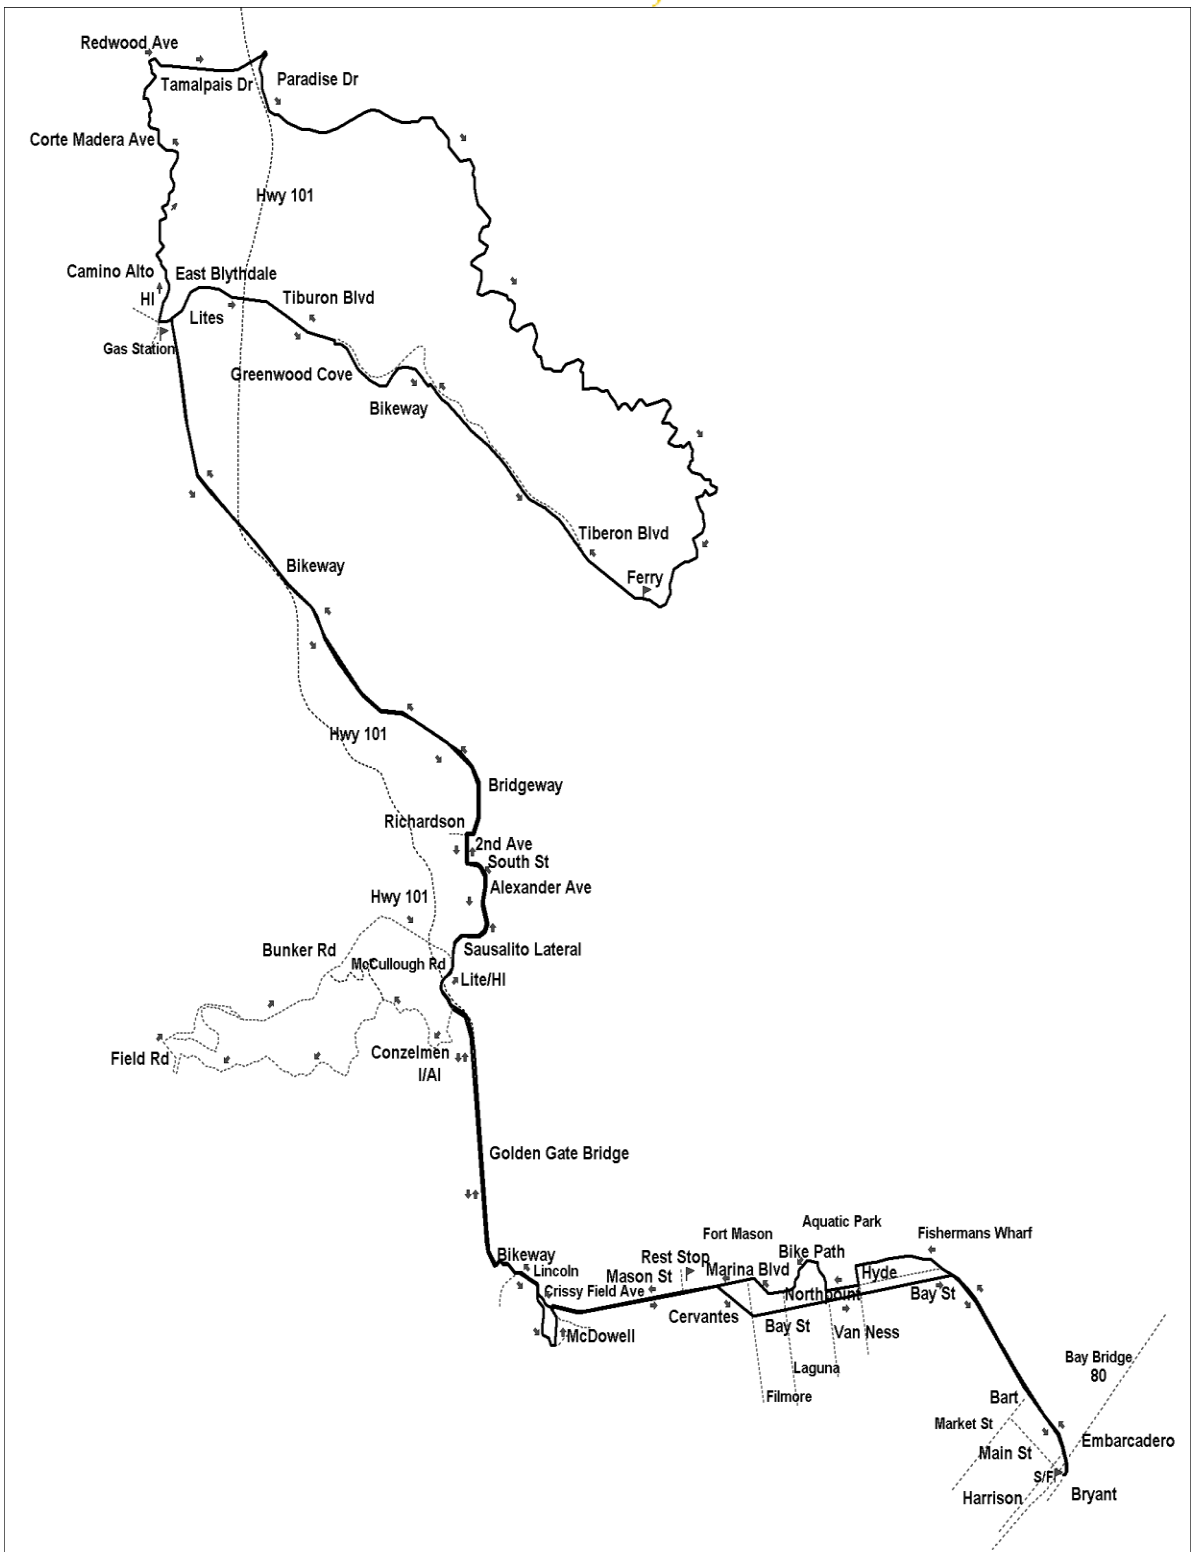 Redwood Ave
Tamalpais Dr
Paradise Dr
Corte Madera Ave
Hwy 101
Camino Alto
East Blythdale
HI
Tiburon Blvd
Lites
Gas Station
Greenwood Cove
Bikeway
Tiberon Blvd
Bikeway
Ferry
Hwy 101
Bridgeway
Richardson
2nd Ave
South St
Alexander Ave
Hwy 101
Bunker Rd
Sausalito Lateral
McCullough Rd
Lite/HI
Field Rd
Conzelmen
I/AI
Golden Gate Bridge
Aquatic Park
Fort Mason
Fishermans Wharf
Bikeway
Rest Stop
Bike Path
Lincoln
Mason St
Marina Blvd
Hyde
Crissy Field Ave
Northpoint
Bay St
Cervantes
Bay St
Van Ness
McDowell
Laguna
Filmore
Bay Bridge
80
Bart
Market St
Embarcadero
Main St
S/F
Harrison
Bryant